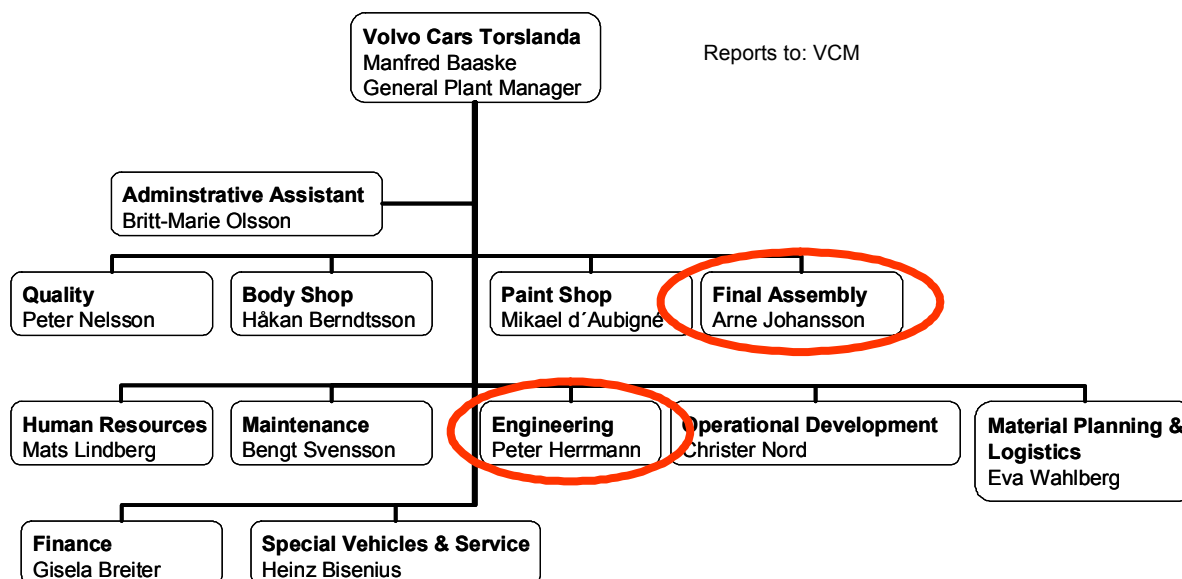 Volvo Cars Torslanda
Manfred Baaske
General Plant Manager
Reports to: VCM
Adminstrative Assistant
Britt-Marie Olsson
Quality
Peter Nelsson
Body Shop
Håkan Berndtsson
Paint Shop
Mikael d´Aubigné
Final Assembly
Arne Johansson
Human Resources
Mats Lindberg
Maintenance
Bengt Svensson
Engineering
Peter Herrmann
Operational Development
Christer Nord
Material Planning &
Logistics
Eva Wahlberg
Finance
Gisela Breiter
Special Vehicles & Service
Heinz Bisenius